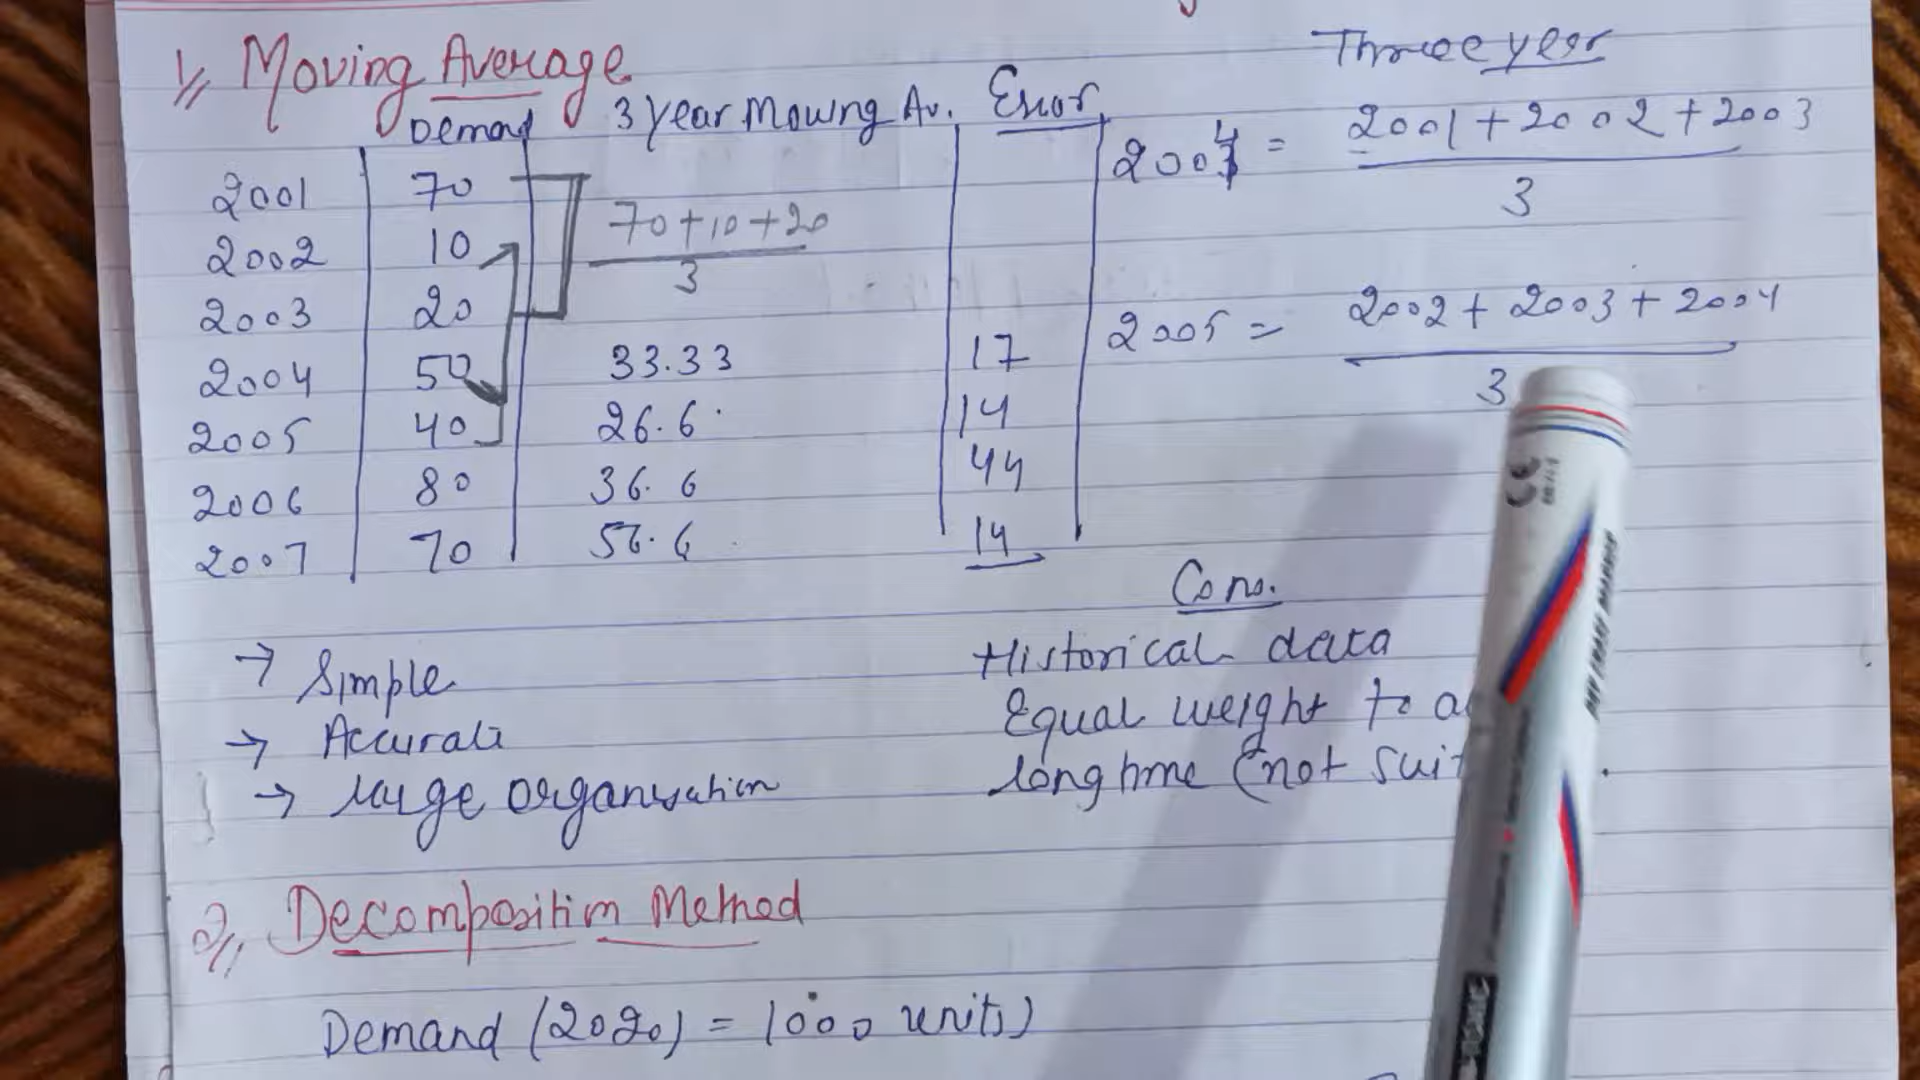 1) Moving Average
Demand 3 year Moving Av. Error
2001 70
2002 10
2003 20
70+10+20
3
2004 50 33.33 17
2005 40 26.6 14
2006 80 36.6 44
2007 70 56.6 14
Three year
2004 = 2001+2002+2003
3
2005 = 2002+2003+2004
3
→ Simple
→ Accurate
→ large organisation
Cons.
Historical data
Equal weight to
long time (not
2) Decomposition Method
Demand (2020) = 1000 units)
CE